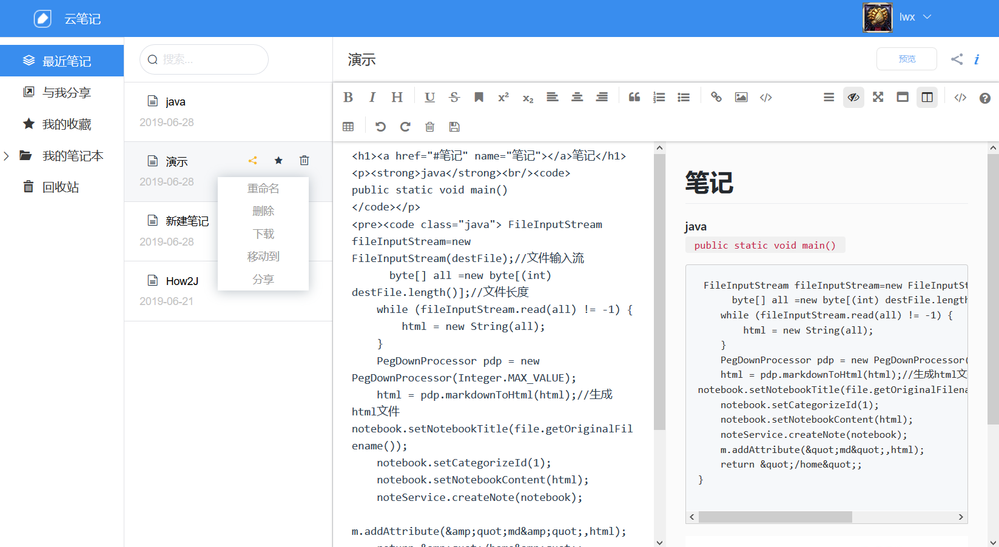 云笔记
lwx
最近笔记
与我分享
我的收藏
我的笔记本
回收站
搜索...
java
2019-06-28
演示
2019-06-28
重命名
删除
下载
移动到
分享
新建笔记
2019-06-28
How2J
2019-06-21
演示
预览
<h1><a href="#笔记" name="笔记"></a>笔记</h1>
<p><strong>java</strong><br/><code>
public static void main()
</code></p>
<pre><code class="java"> FileInputStream
fileInputStream=new
FileInputStream(destFile);//文件输入流
byte[] all =new byte[(int)
destFile.length()];//文件长度
while (fileInputStream.read(all) != -1) {
html = new String(all);
}
PegDownProcessor pdp = new
PegDownProcessor(Integer.MAX_VALUE);
html = pdp.markdownToHtml(html);//生成
html文件
notebook.setNotebookTitle(file.getOriginalFil
ename());
notebook.setCategorizeId(1);
notebook.setNotebookContent(html);
noteService.createNote(notebook);
m.addAttribute(&amp;quot;md&amp;quot;,html);
笔记
java
public static void main()
FileInputStream fileInputStream=new FileInputSt
byte[] all =new byte[(int) destFile.length
while (fileInputStream.read(all) != -1) {
html = new String(all);
}
PegDownProcessor pdp = new PegDownProcessor(
html = pdp.markdownToHtml(html);//生成html文
notebook.setNotebookTitle(file.getOriginalFilena
notebook.setCategorizeId(1);
notebook.setNotebookContent(html);
noteService.createNote(notebook);
m.addAttribute(&quot;md&quot;,html);
return &quot;/home&quot;;
}